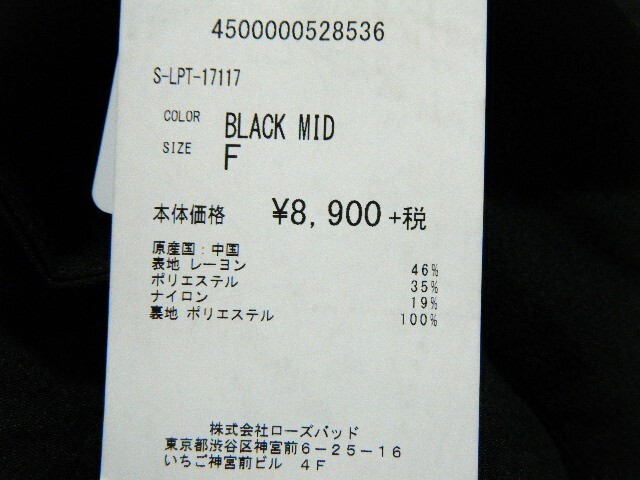 4500000528536
S-LPT-17117
COLOR BLACK MID
SIZE F
本体価格 ¥8,900+税
原産国:中国
表地 レーヨン 46%
ポリエステル 35%
ナイロン 19%
裏地 ポリエステル 100%
株式会社ローズバッド
東京都渋谷区神宮前6-25-16
いちご神宮前ビル 4F